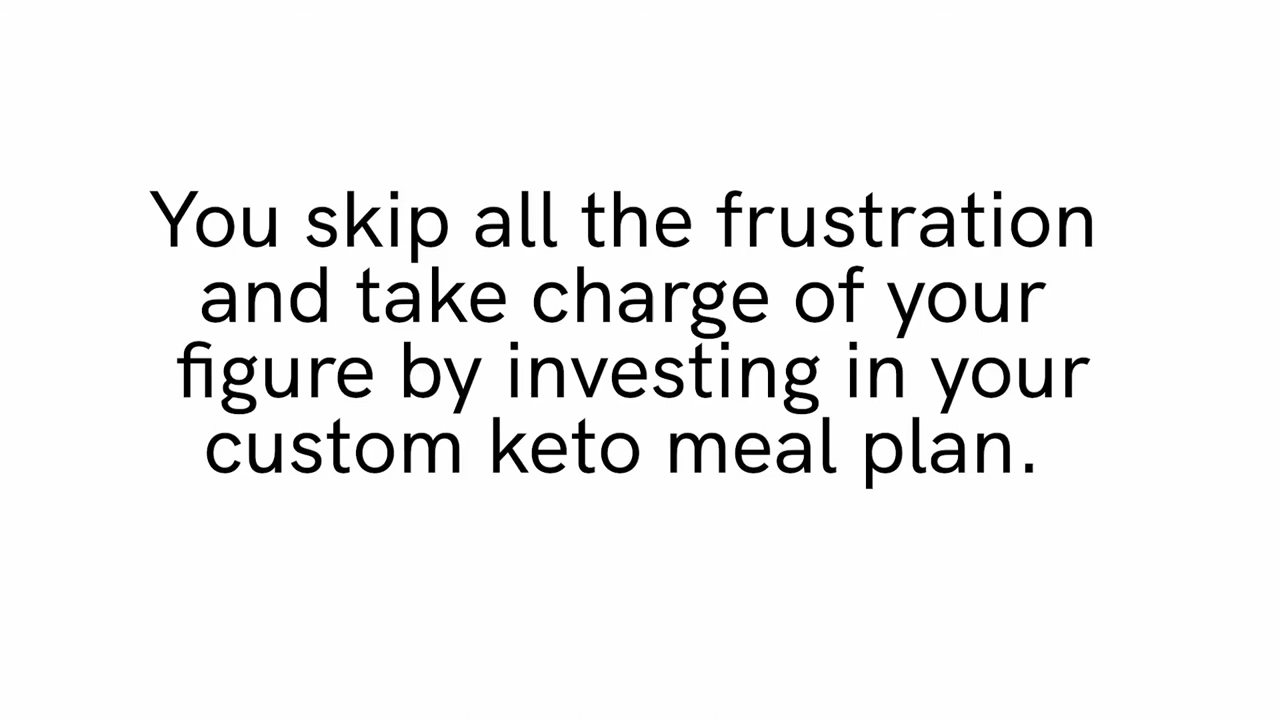 You skip all the frustration
and take charge of your
figure by investing in your
custom keto meal plan.